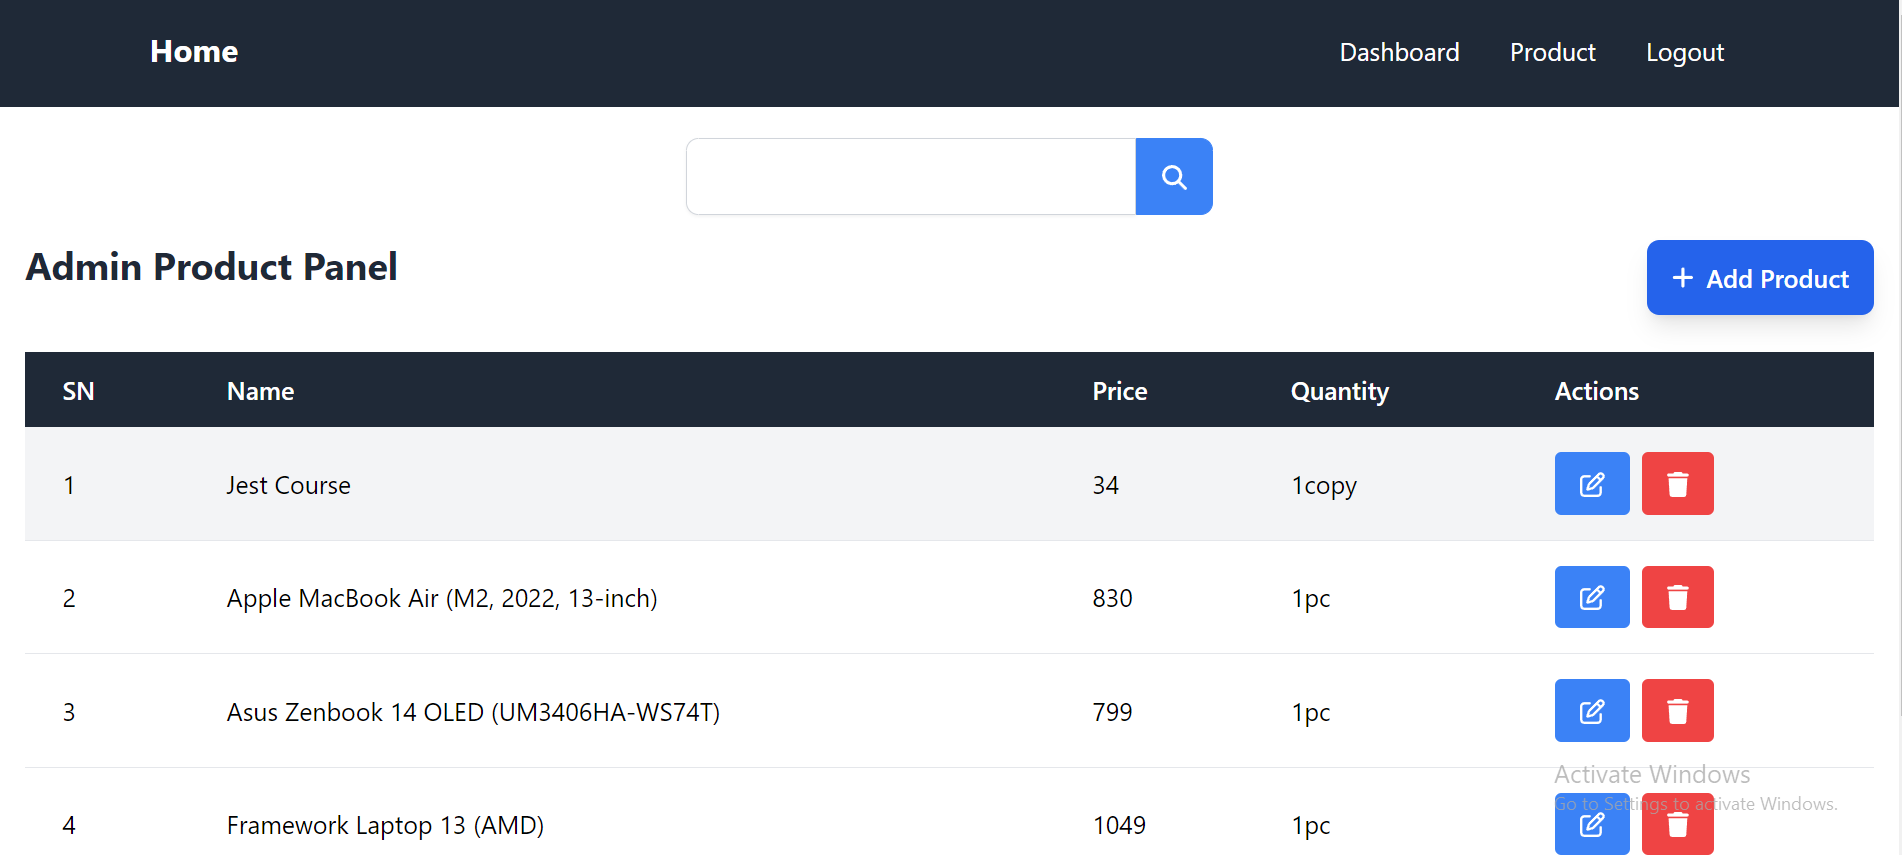 Home Dashboard Product Logout
Admin Product Panel
Add Product
SN Name Price Quantity Actions
1 Jest Course 34 1copy
2 Apple MacBook Air (M2, 2022, 13-inch) 830 1pc
3 Asus Zenbook 14 OLED (UM3406HA-WS74T) 799 1pc
4 Framework Laptop 13 (AMD) 1049 1pc
Activate Windows
Go to Settings to activate Windows.